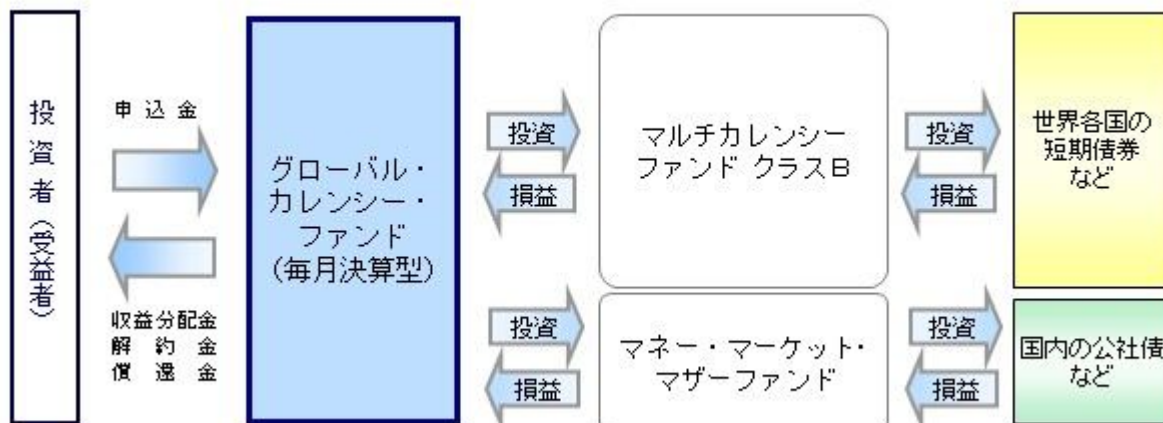 投資者(受益者)
申込金
収益分配金
解約金
償還金
グローバル・
カレンシー・
ファンド
(毎月決算型)
投資
損益
マルチカレンシー
ファンド クラスB
投資
損益
世界各国の
短期債券
など
投資
損益
マネー・マーケット・
マザーファンド
投資
損益
国内の公社債
など